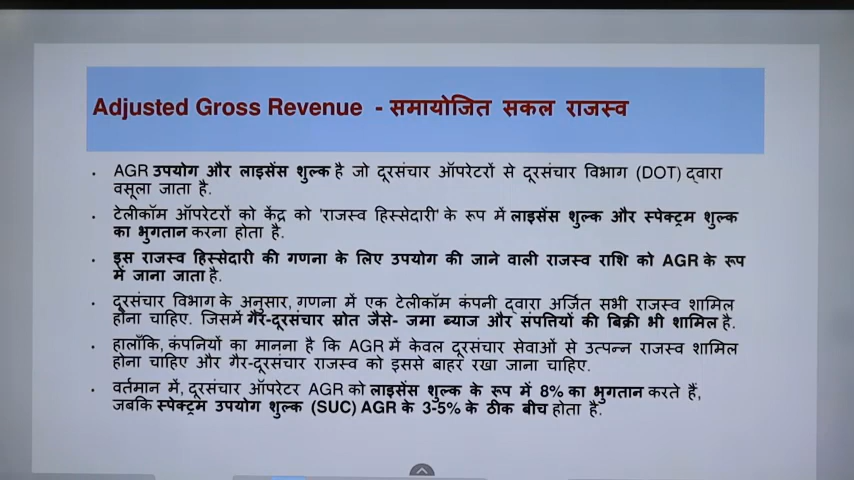 Adjusted Gross Revenue - समायोजित सकल राजस्व
• AGR उपयोग और लाइसेंस शुल्क है जो दूरसंचार ऑपरेटरों से दूरसंचार विभाग (DOT) द्वारा
वसूला जाता है.
• टेलीकॉम ऑपरेटरों को केंद्र को 'राजस्व हिस्सेदारी' के रूप में लाइसेंस शुल्क और स्पेक्ट्रम शुल्क
का भुगतान करना होता है.
• इस राजस्व हिस्सेदारी की गणना के लिए उपयोग की जाने वाली राजस्व राशि को AGR के रूप
में जाना जाता है.
• दूरसंचार विभाग के अनुसार, गणना में एक टेलीकॉम कंपनी द्वारा अर्जित सभी राजस्व शामिल
होना चाहिए. जिसमें गैर-दूरसंचार स्रोत जैसे- जमा ब्याज और संपत्तियों की बिक्री भी शामिल है.
• हालाँकि, कंपनियों का मानना है कि AGR में केवल दूरसंचार सेवाओं से उत्पन्न राजस्व शामिल
होना चाहिए और गैर-दूरसंचार राजस्व को इससे बाहर रखा जाना चाहिए.
• वर्तमान में, दूरसंचार ऑपरेटर AGR को लाइसेंस शुल्क के रूप में 8% का भुगतान करते हैं,
जबकि स्पेक्ट्रम उपयोग शुल्क (SUC) AGR के 3-5% के ठीक बीच होता है.